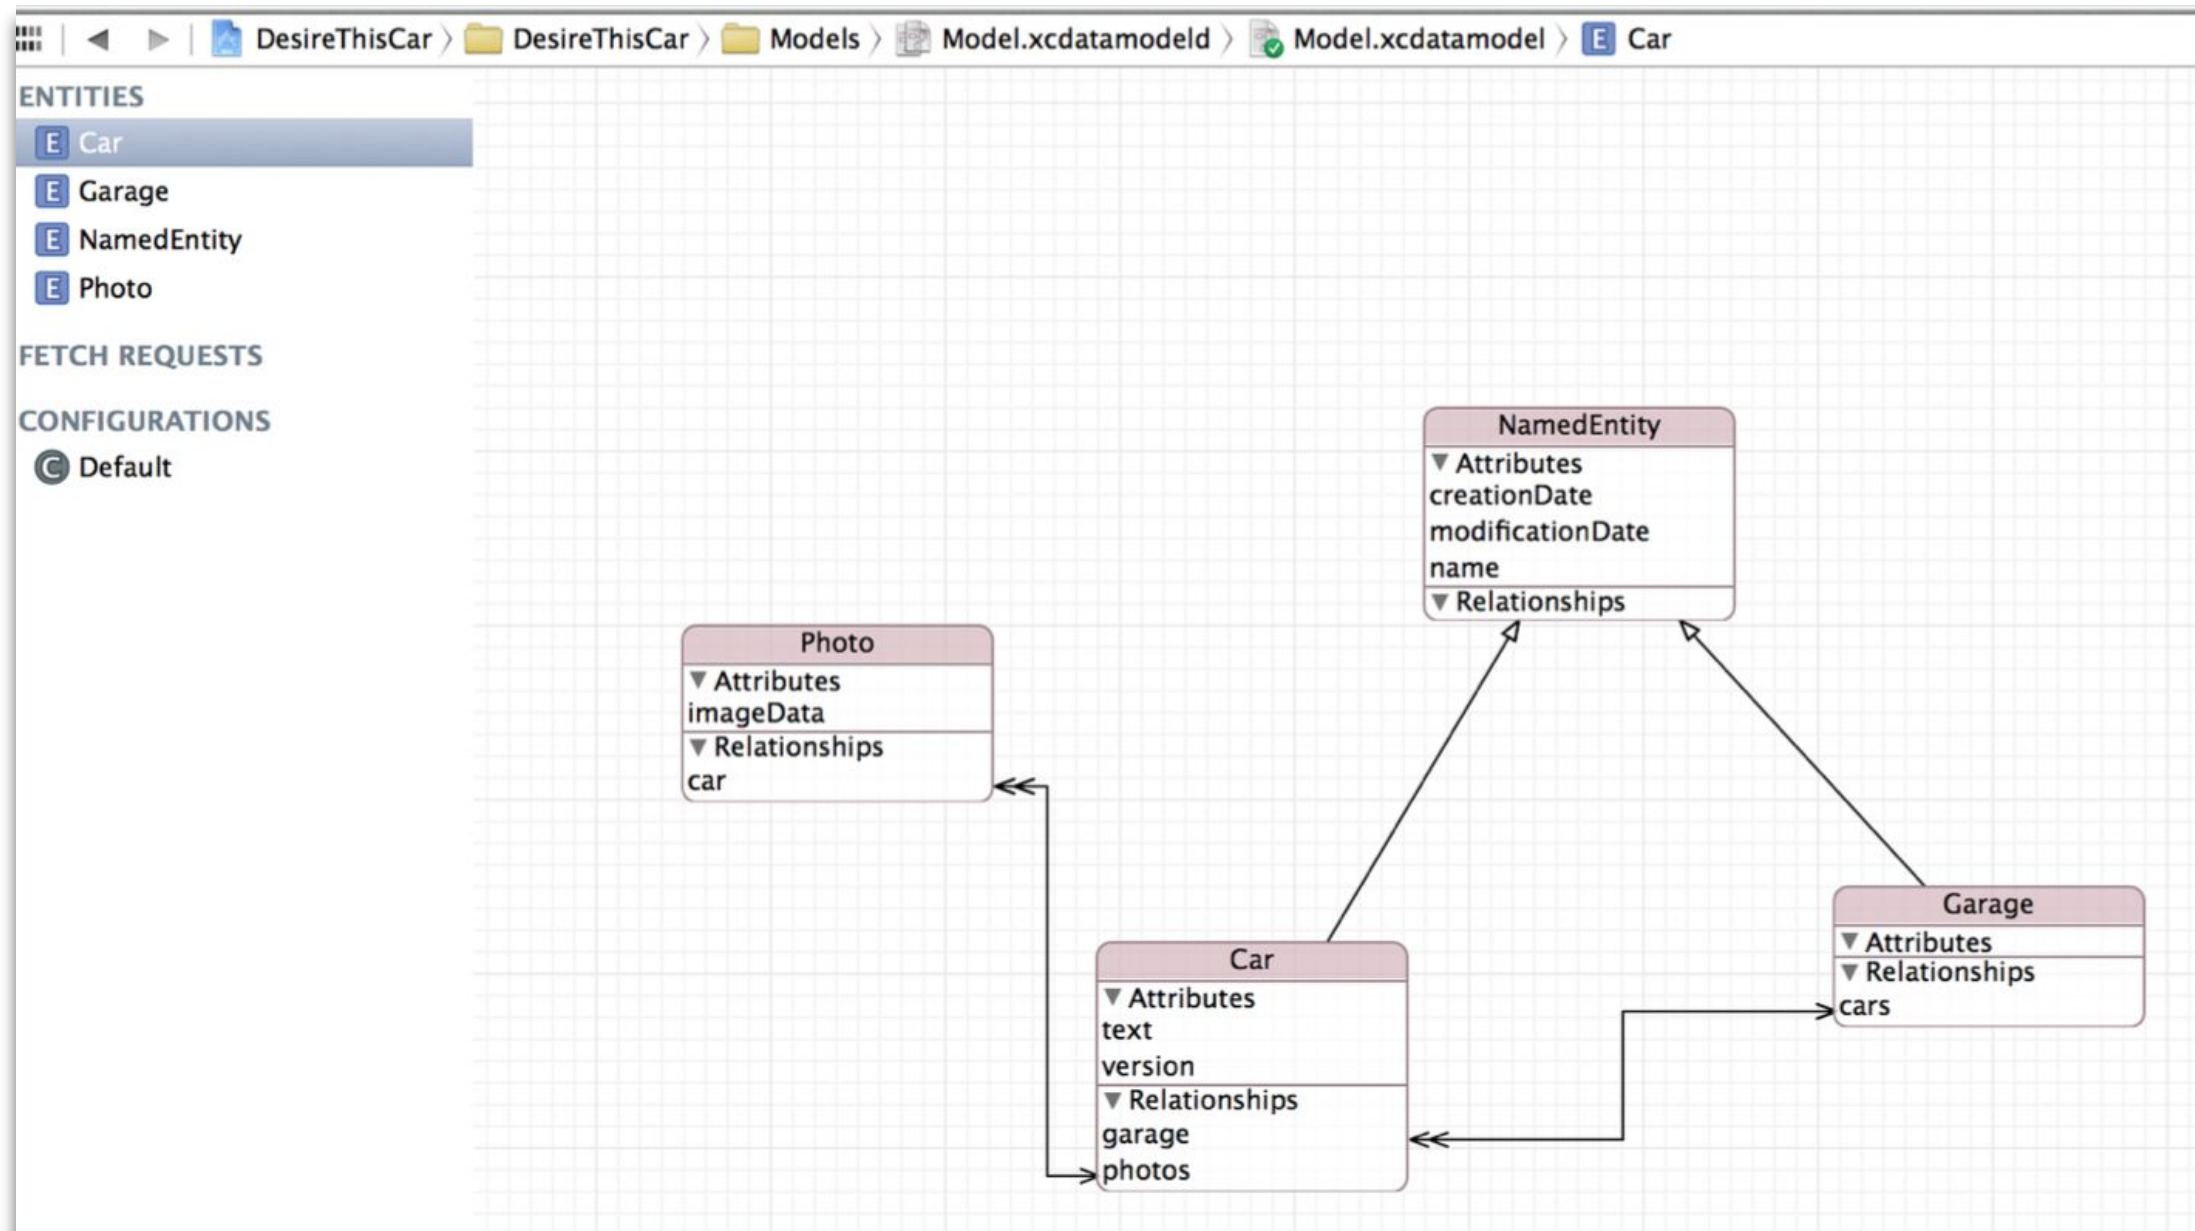 DesireThisCar DesireThisCar Models Model.xcdatamodeld Model.xcdatamodel E Car
ENTITIES
E Car
E Garage
E NamedEntity
E Photo
FETCH REQUESTS
CONFIGURATIONS
C Default
NamedEntity
Attributes
creationDate
modificationDate
name
Relationships
Photo
Attributes
imageData
Relationships
car
Car
Attributes
text
version
Relationships
garage
photos
Garage
Attributes
Relationships
cars